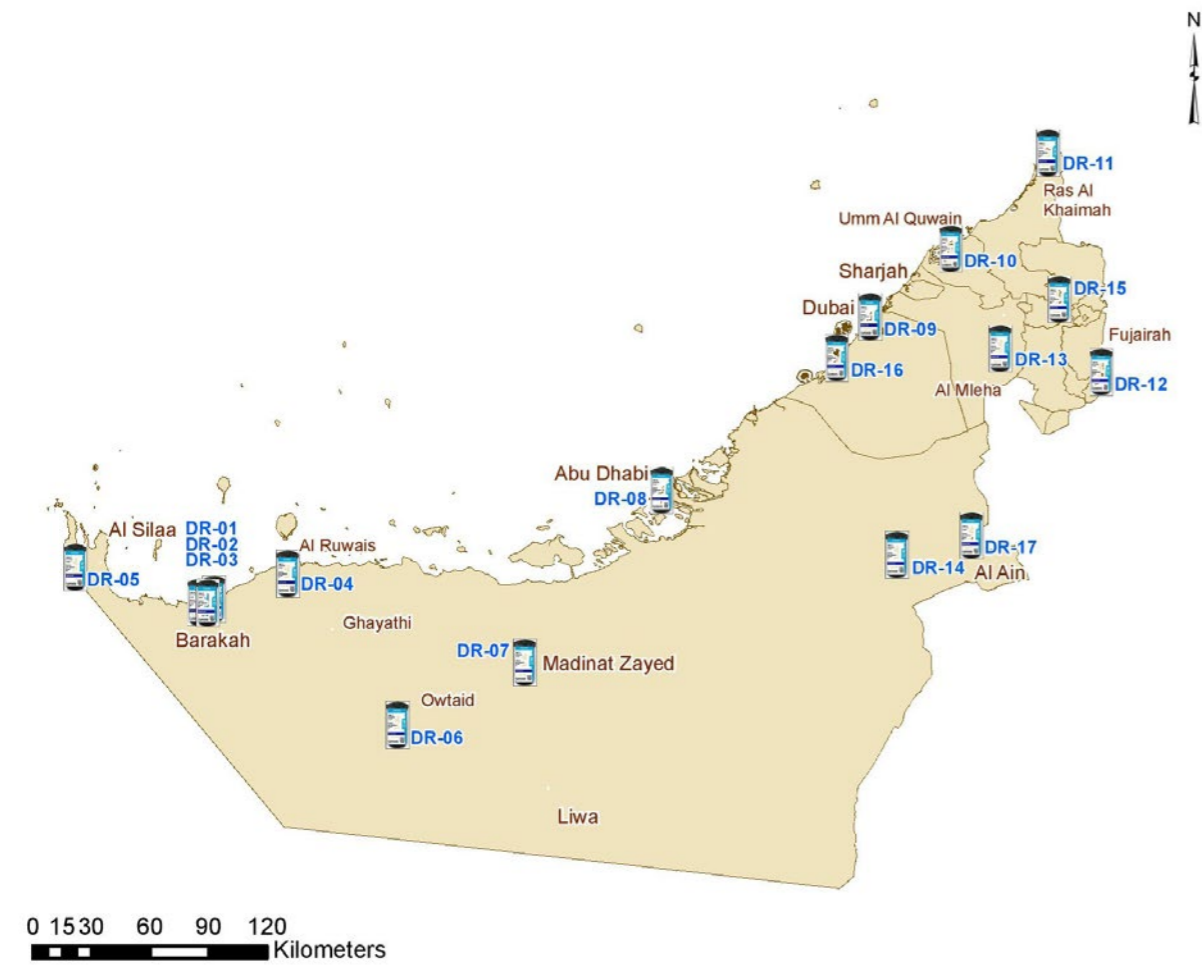 N
DR-11
Ras Al
Khaimah
Umm Al Quwain
DR-10
Sharjah
DR-15
Dubai
DR-09
Fujairah
DR-16
DR-13
DR-12
Al Mleha
Abu Dhabi
DR-08
Al Silaa
DR-01
DR-02
DR-03
Al Ruwais
DR-05
DR-04
DR-17
DR-14
Al Ain
Barakah
Ghayathi
DR-07
Madinat Zayed
Owtaid
DR-06
Liwa
0 15 30 60 90 120
Kilometers